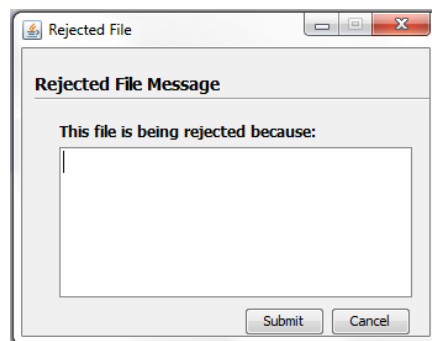 Rejected File
Rejected File Message
This file is being rejected because:
Submit Cancel